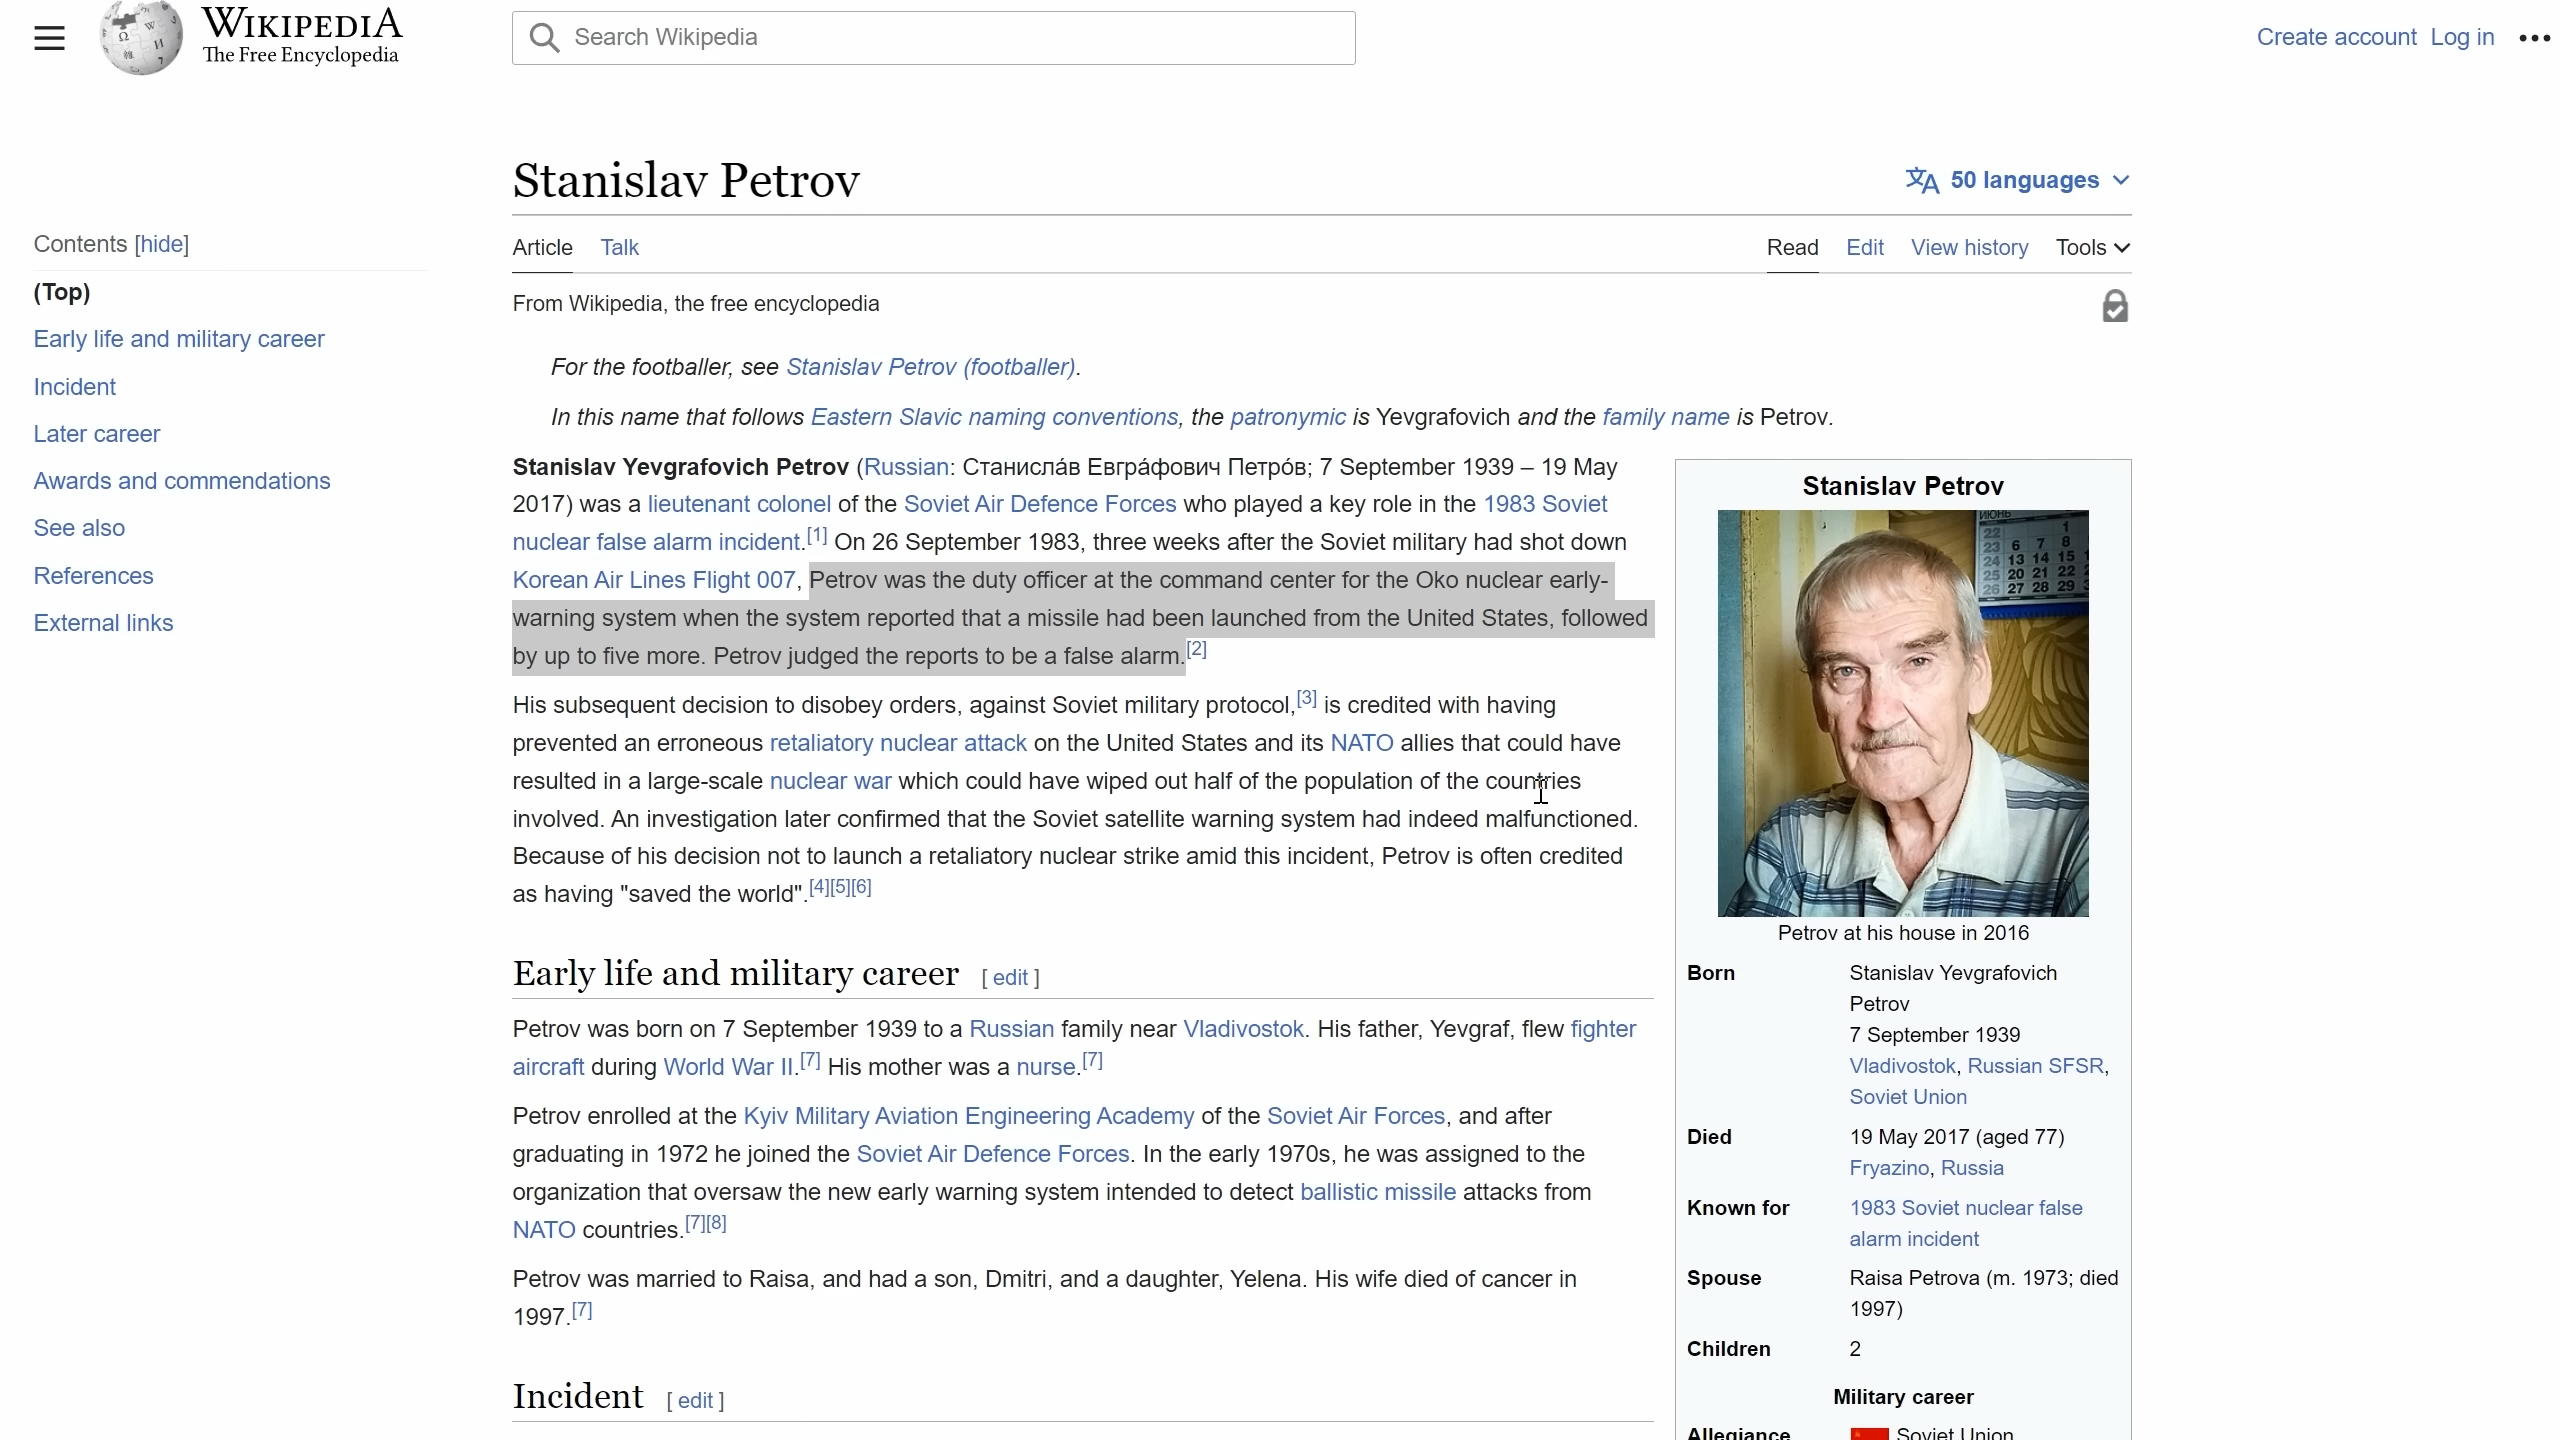 WIKIPEDIA
The Free Encyclopedia
Search Wikipedia
Create account Log in
Stanislav Petrov
50 languages
Contents [hide]
(Top)
Early life and military career
Incident
Later career
Awards and commendations
See also
References
External links
Article Talk
Read Edit View history Tools
From Wikipedia, the free encyclopedia
For the footballer, see Stanislav Petrov (footballer).
In this name that follows Eastern Slavic naming conventions, the patronymic is Yevgrafovich and the family name is Petrov.
Stanislav Yevgrafovich Petrov (Russian: Станисла́в Евгра́фович Петро́в; 7 September 1939 – 19 May
2017) was a lieutenant colonel of the Soviet Air Defence Forces who played a key role in the 1983 Soviet
nuclear false alarm incident.[1] On 26 September 1983, three weeks after the Soviet military had shot down
Korean Air Lines Flight 007, Petrov was the duty officer at the command center for the Oko nuclear early-
warning system when the system reported that a missile had been launched from the United States, followed
by up to five more. Petrov judged the reports to be a false alarm.[2]
His subsequent decision to disobey orders, against Soviet military protocol,[3] is credited with having
prevented an erroneous retaliatory nuclear attack on the United States and its NATO allies that could have
resulted in a large-scale nuclear war which could have wiped out half of the population of the countries
involved. An investigation later confirmed that the Soviet satellite warning system had indeed malfunctioned.
Because of his decision not to launch a retaliatory nuclear strike amid this incident, Petrov is often credited
as having "saved the world".[4][5][6]
Early life and military career [ edit ]
Petrov was born on 7 September 1939 to a Russian family near Vladivostok. His father, Yevgraf, flew fighter
aircraft during World War II.[7] His mother was a nurse.[7]
Petrov enrolled at the Kyiv Military Aviation Engineering Academy of the Soviet Air Forces, and after
graduating in 1972 he joined the Soviet Air Defence Forces. In the early 1970s, he was assigned to the
organization that oversaw the new early warning system intended to detect ballistic missile attacks from
NATO countries.[7][8]
Petrov was married to Raisa, and had a son, Dmitri, and a daughter, Yelena. His wife died of cancer in
1997.[7]
Incident [ edit ]
Stanislav Petrov
ИЮНЬ
22 1
23 6 7 8
24 13 14 15
25 20 21 22
26 27 28 29
Petrov at his house in 2016
Born Stanislav Yevgrafovich
Petrov
7 September 1939
Vladivostok, Russian SFSR,
Soviet Union
Died 19 May 2017 (aged 77)
Fryazino, Russia
Known for 1983 Soviet nuclear false
alarm incident
Spouse Raisa Petrova (m. 1973; died
1997)
Children 2
Military career
Allegiance Soviet Union